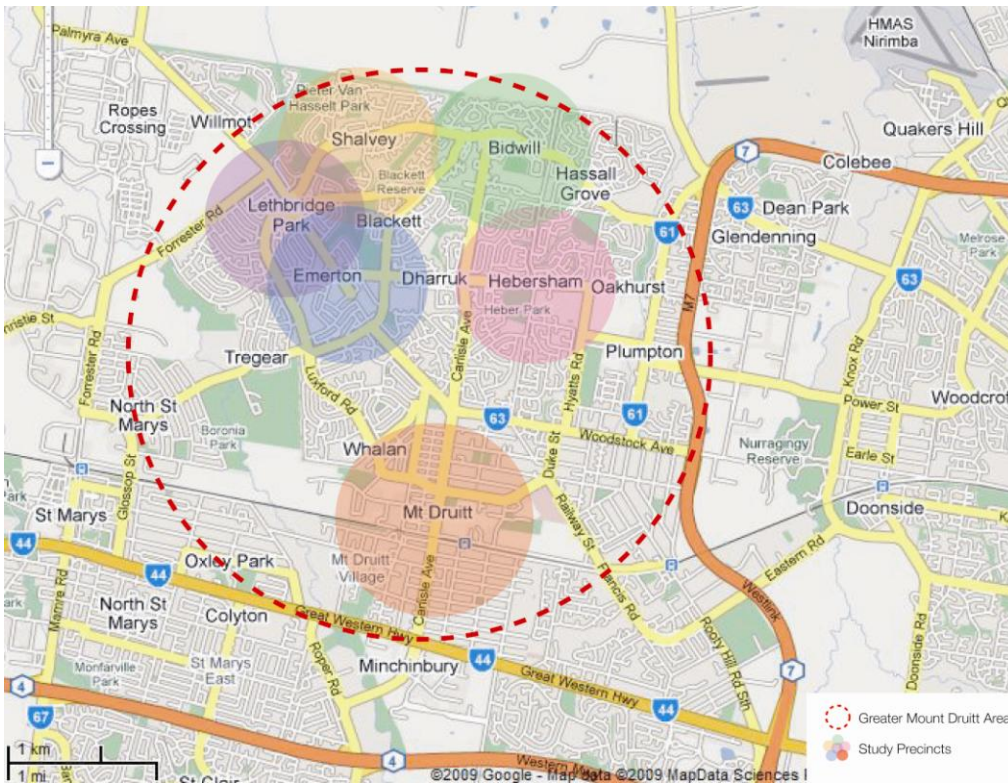 Palmyra Ave
HMAS
Nirimba
Ropes
Crossing
Willmot
Pieter Van
Hasselt Park
Shalvey
Bidwill
Quakers Hill
7
Colebee
Blackett
Reserve
Hassall
Grove
Lethbridge
Park
Blackett
63
Dean Park
Forrester Rd
61
Glendenning
Melrose
Park
Emerton
Dharruk
Hebersham
Oakhurst
63
Heber Park
M7
Christie St
Forrester Rd
Carlisle Ave
Tregear
Plumpton
Knox Rd
Luxford Rd
Hyatts Rd
North St
Marys
Power St
Woodcrof
63
61
Boronia
Park
Woodstock Ave
Whalan
Nurragingy
Reserve
Earle St
Duke St
Glossop St
St Marys
Mt Druitt
Railway St
Doonside
44
Oxley Park
Mt Druitt
Village
Eastern Rd
44
Mamre Rd
Carlisle Ave
Francis Rd
Westlink
North St
Marys
Colyton
Great Western Hwy
Rooty Hill Rd Sth
Doonside Rd
St Marys
East
Minchinbury
44
Monfarville
Park
Roper Rd
Great Western Hwy
7
4
44
67
Greater Mount Druitt Area
Study Precincts
1 km
4
Western M
1 mi
St Clair
©2009 Google - Map data ©2009 MapData Sciences